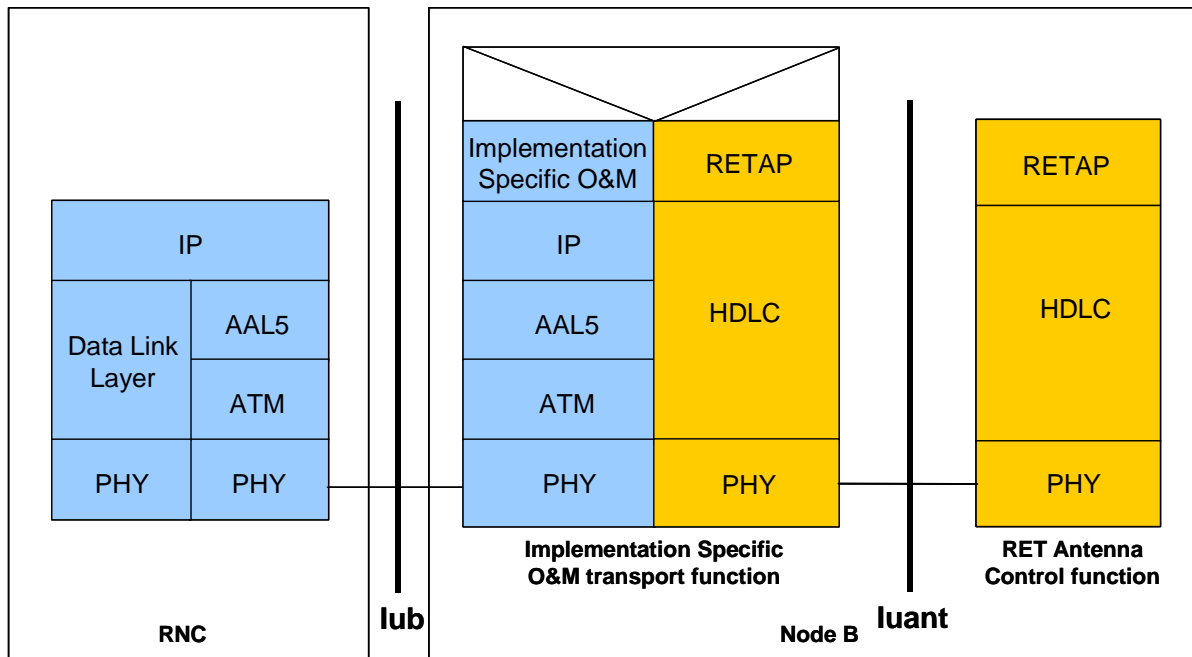 IP
Data Link
Layer
AAL5
ATM
PHY
PHY
RNC
Iub
Implementation
Specific O&M
RETAP
IP
AAL5
HDLC
ATM
PHY
PHY
Implementation Specific
O&M transport function
Node B
Iuant
RETAP
HDLC
PHY
RET Antenna
Control function